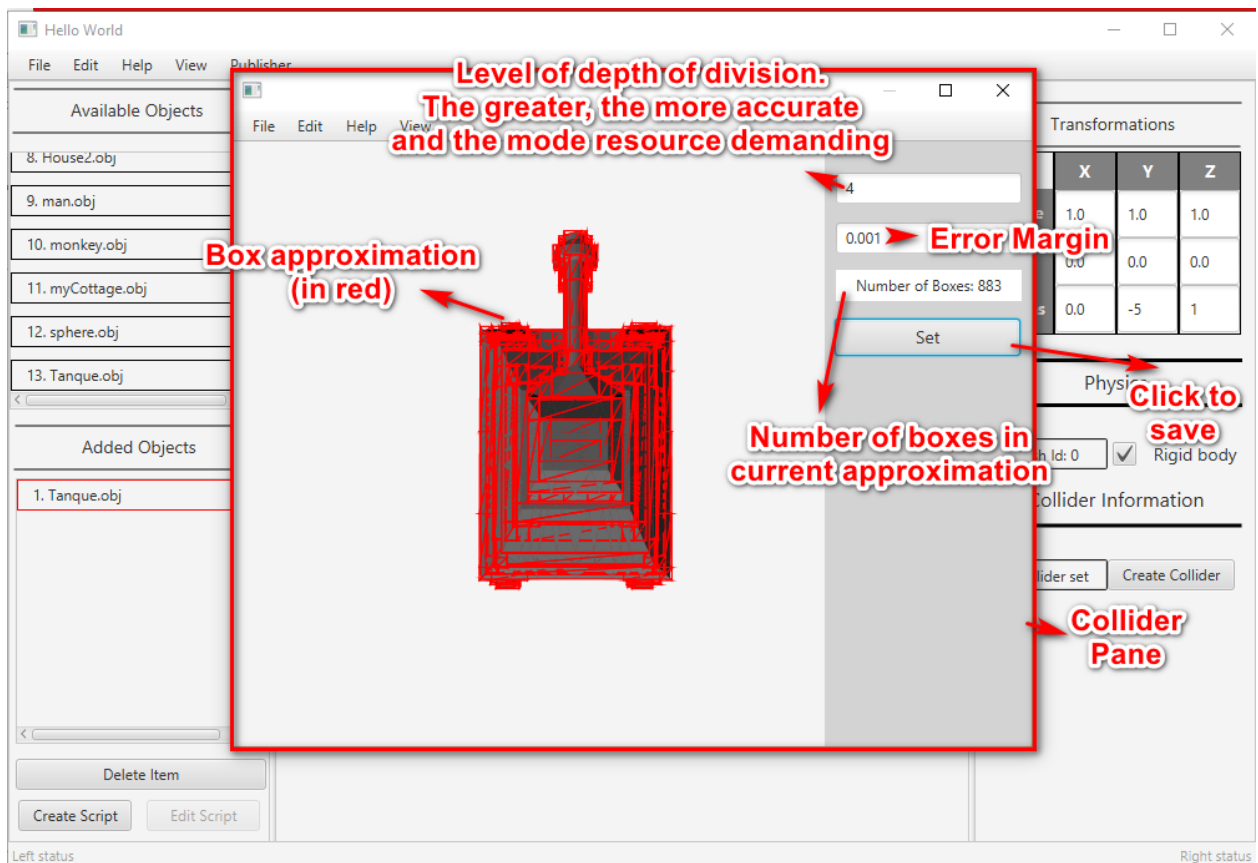 Hello World
File Edit Help View Publisher
Available Objects
8. House2.obj
9. man.obj
10. monkey.obj
11. myCottage.obj
12. sphere.obj
13. Tanque.obj
Added Objects
1. Tanque.obj
Delete Item
Create Script Edit Script
Left status
Level of depth of division.
The greater, the more accurate
and the mode resource demanding
File Edit Help View
4
0.001
Error Margin
Number of Boxes: 883
Set
Box approximation
(in red)
Number of boxes in
current approximation
Click to
save
Collider
Pane
Transformations
X Y Z
1.0 1.0 1.0
0.0 0.0 0.0
0.0 -5 1
Id: 0
Rigid body
Collider Information
set
Create Collider
Right status